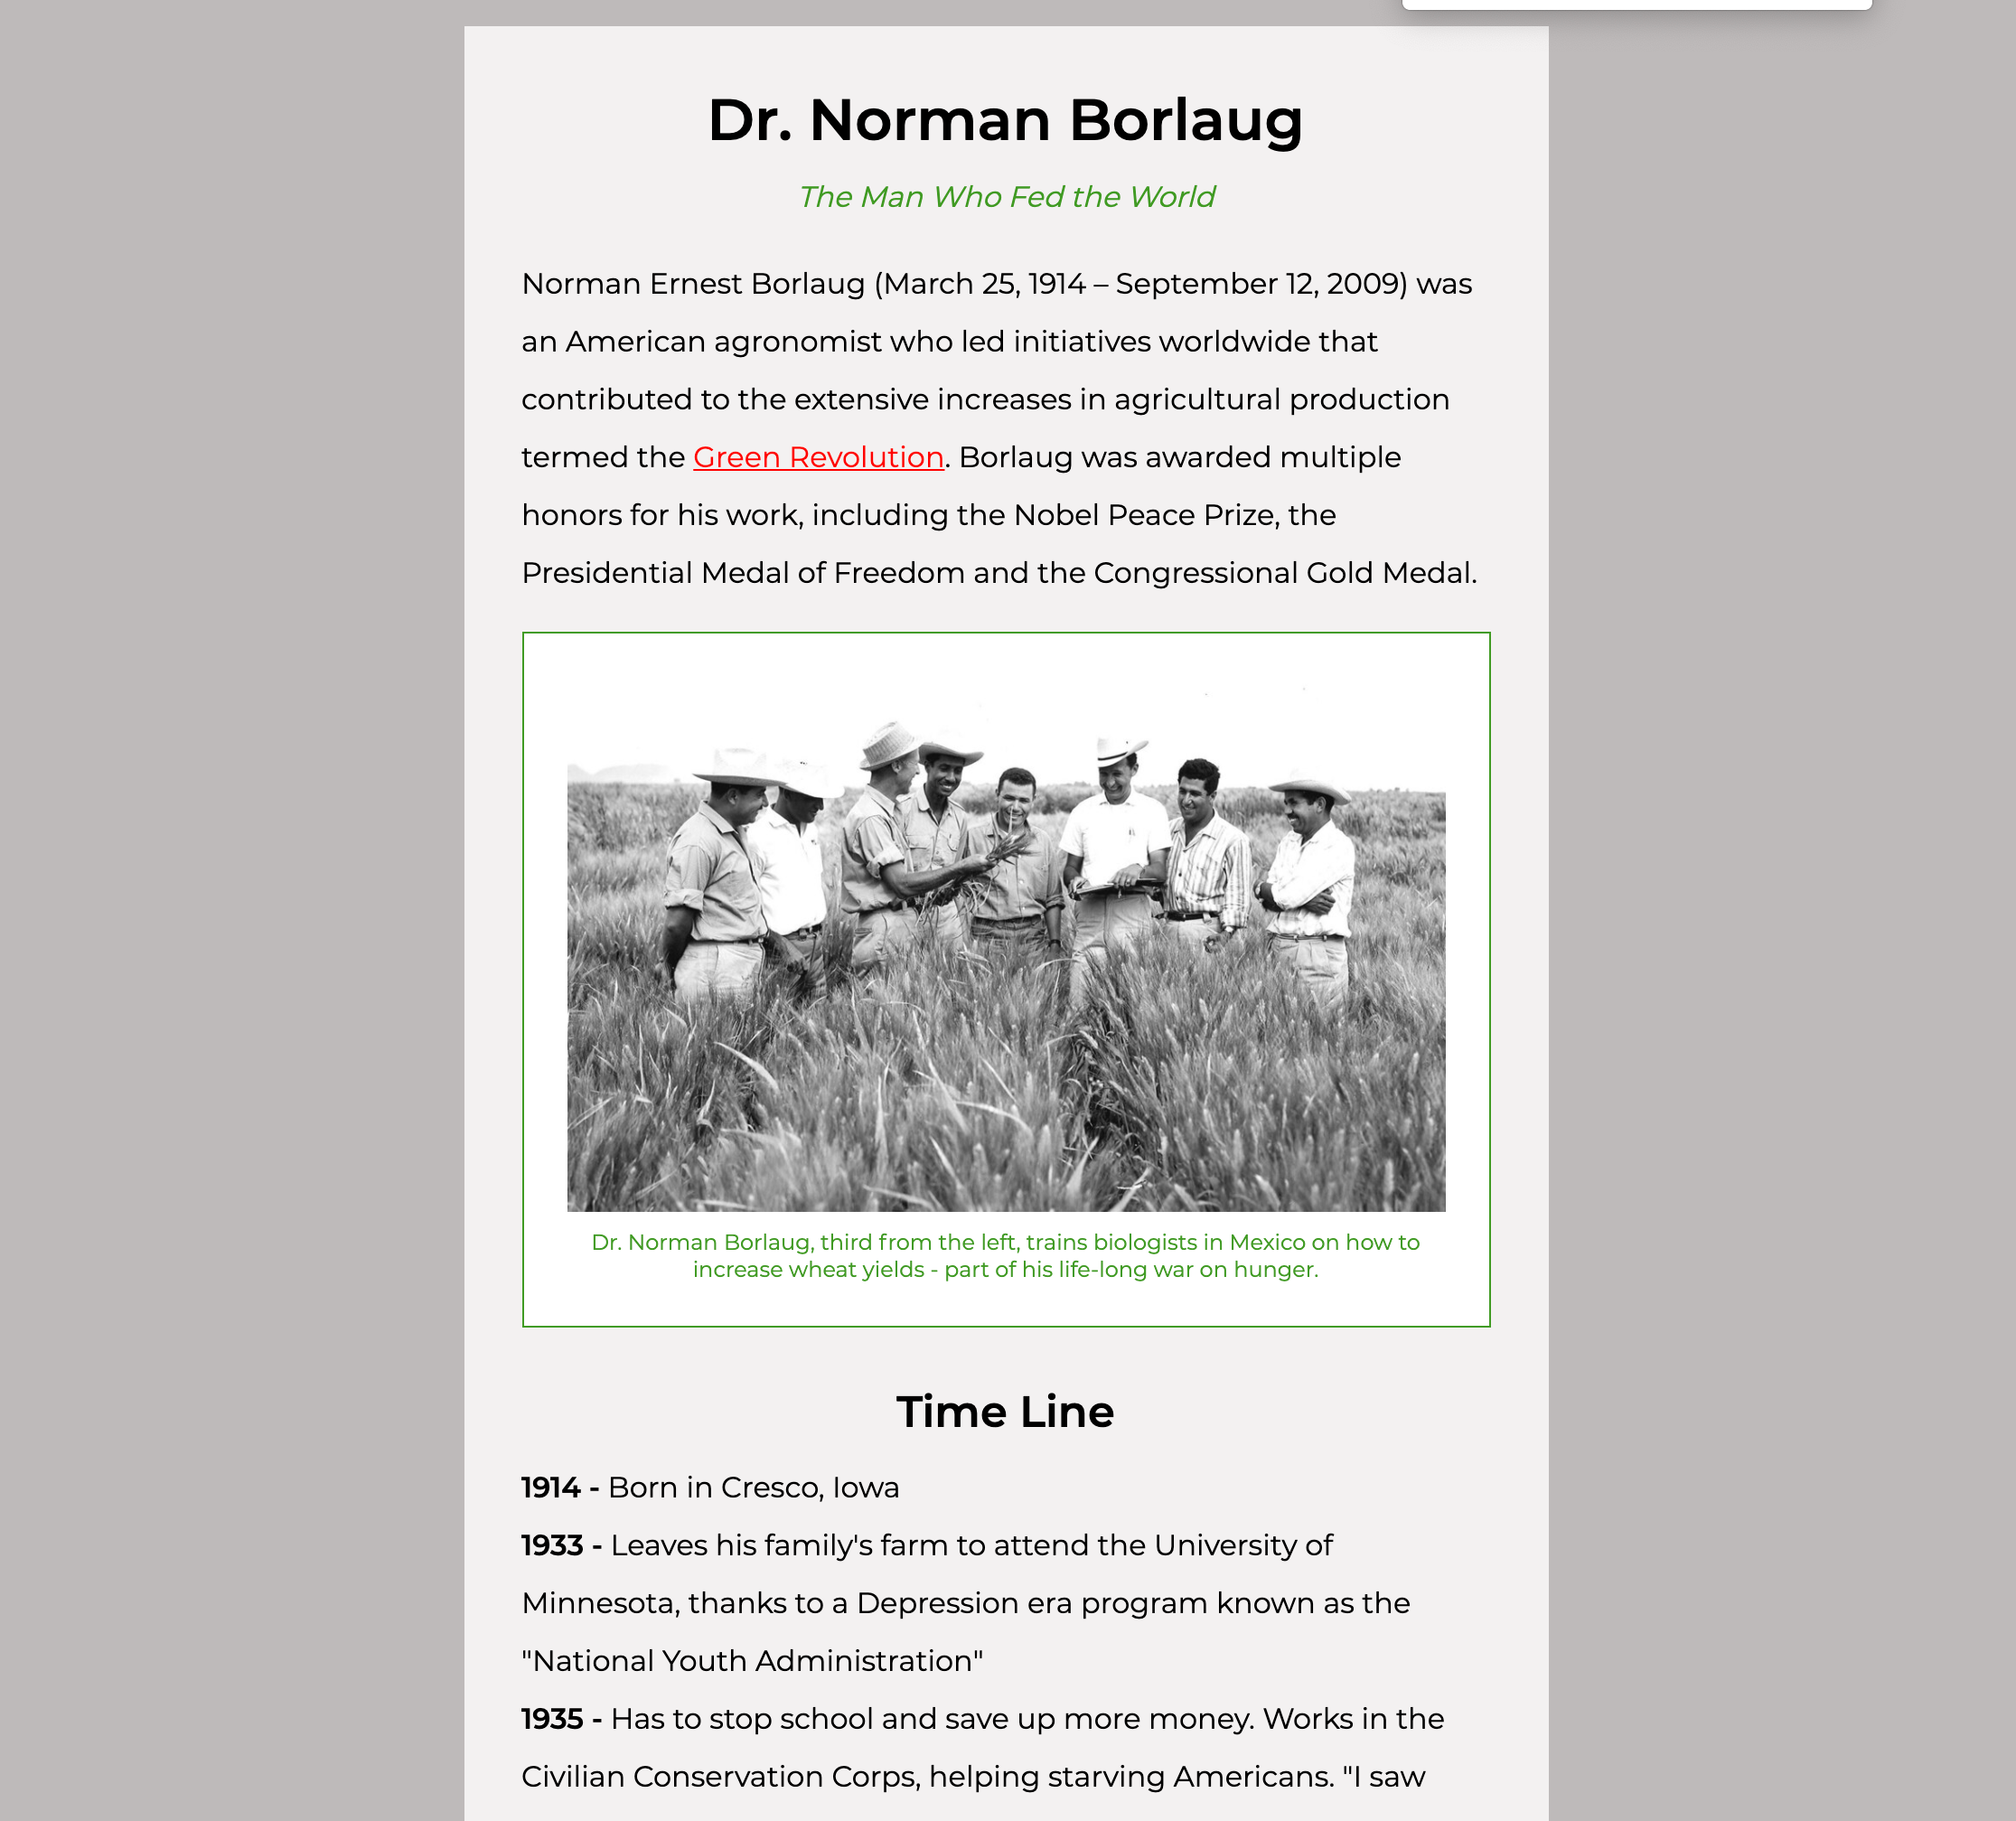 Dr. Norman Borlaug
The Man Who Fed the World
Norman Ernest Borlaug (March 25, 1914 – September 12, 2009) was
an American agronomist who led initiatives worldwide that
contributed to the extensive increases in agricultural production
termed the Green Revolution. Borlaug was awarded multiple
honors for his work, including the Nobel Peace Prize, the
Presidential Medal of Freedom and the Congressional Gold Medal.
Dr. Norman Borlaug, third from the left, trains biologists in Mexico on how to
increase wheat yields - part of his life-long war on hunger.
Time Line
1914 - Born in Cresco, Iowa
1933 - Leaves his family's farm to attend the University of
Minnesota, thanks to a Depression era program known as the
"National Youth Administration"
1935 - Has to stop school and save up more money. Works in the
Civilian Conservation Corps, helping starving Americans. "I saw